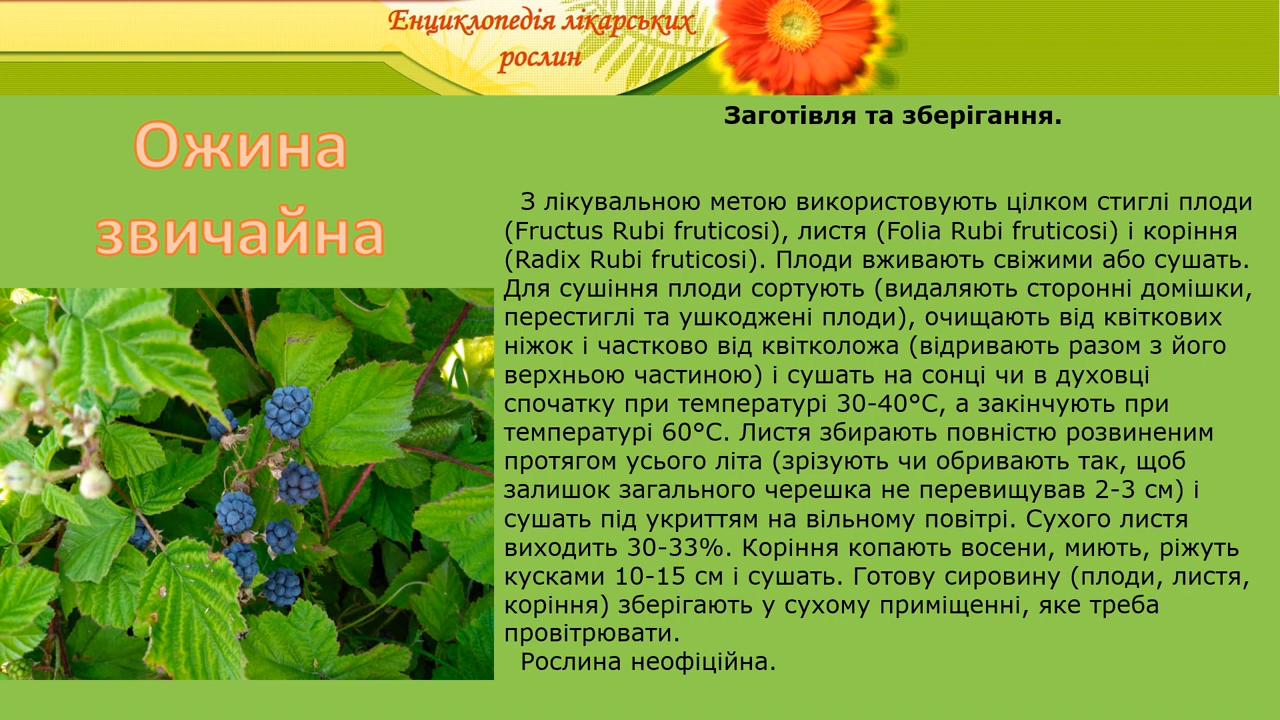 Енциклопедія лікарських
рослин
Ожина
звичайна
Заготівля та зберігання.
З лікувальною метою використовують цілком стиглі плоди
(Fructus Rubi fruticosi), листя (Folia Rubi fruticosi) і коріння
(Radix Rubi fruticosi). Плоди вживають свіжими або сушать.
Для сушіння плоди сортують (видаляють сторонні домішки,
перестиглі та ушкоджені плоди), очищають від квіткових
ніжок і частково від квітколожа (відривають разом з його
верхньою частиною) і сушать на сонці чи в духовці
спочатку при температурі 30-40°С, а закінчують при
температурі 60°С. Листя збирають повністю розвиненим
протягом усього літа (зрізують чи обривають так, щоб
залишок загального черешка не перевищував 2-3 см) і
сушать під укриттям на вільному повітрі. Сухого листя
виходить 30-33%. Коріння копають восени, миють, ріжуть
кусками 10-15 см і сушать. Готову сировину (плоди, листя,
коріння) зберігають у сухому приміщенні, яке треба
провітрювати.
Рослина неофіційна.